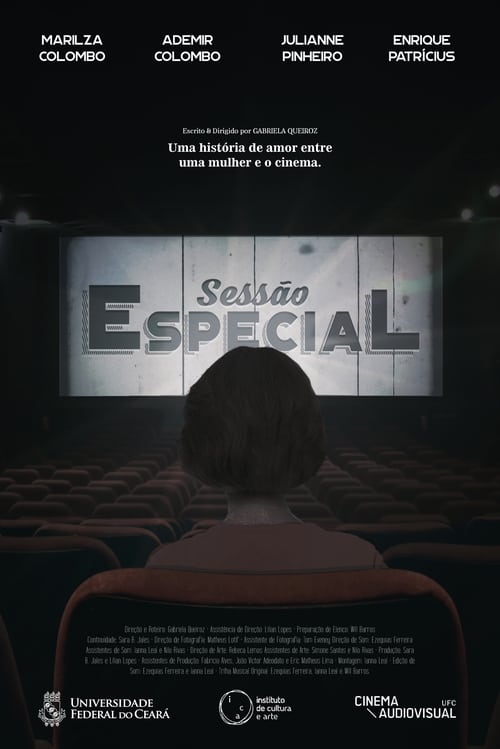 MARILZA COLOMBO
ADEMIR COLOMBO
JULIANNE PINHEIRO
ENRIQUE PATRÍCIUS
Escrito & Dirigido por GABRIELA QUEIROZ
Uma história de amor entre
uma mulher e o cinema.
Sessão
ESPECIAL
Direção e Roteiro: Gabriela Queiroz · Assistência de Direção: Lilian Lopes · Preparação de Elenco: Will Barros
Continuidade: Sara B. Jales · Direção de Fotografia: Matheus Lotif · Assistente de Fotografia: Tom Eveney Direção de Som: Ezequias Ferreira
Assistentes de Som: Ianna Leal e Nilo Rivas · Direção de Arte: Rebeca Lemos Assistentes de Arte: Simone Santos e Nilo Rivas · Produção: Sara
B. Jales e Lilian Lopes · Assistentes de Produção: Fabrício Alves, João Victor Adeodato e Eric Matheus Lima · Montagem: Ianna Leal · Edição de
Som: Ezequias Ferreira e Ianna Leal · Trilha Musical Original: Ezequias Ferreira, Ianna Leal e Will Barros
UNIVERSIDADE
FEDERAL DO CEARÁ
i c a
instituto
de cultura
e arte
CINEMA UFC
AUDIOVISUAL